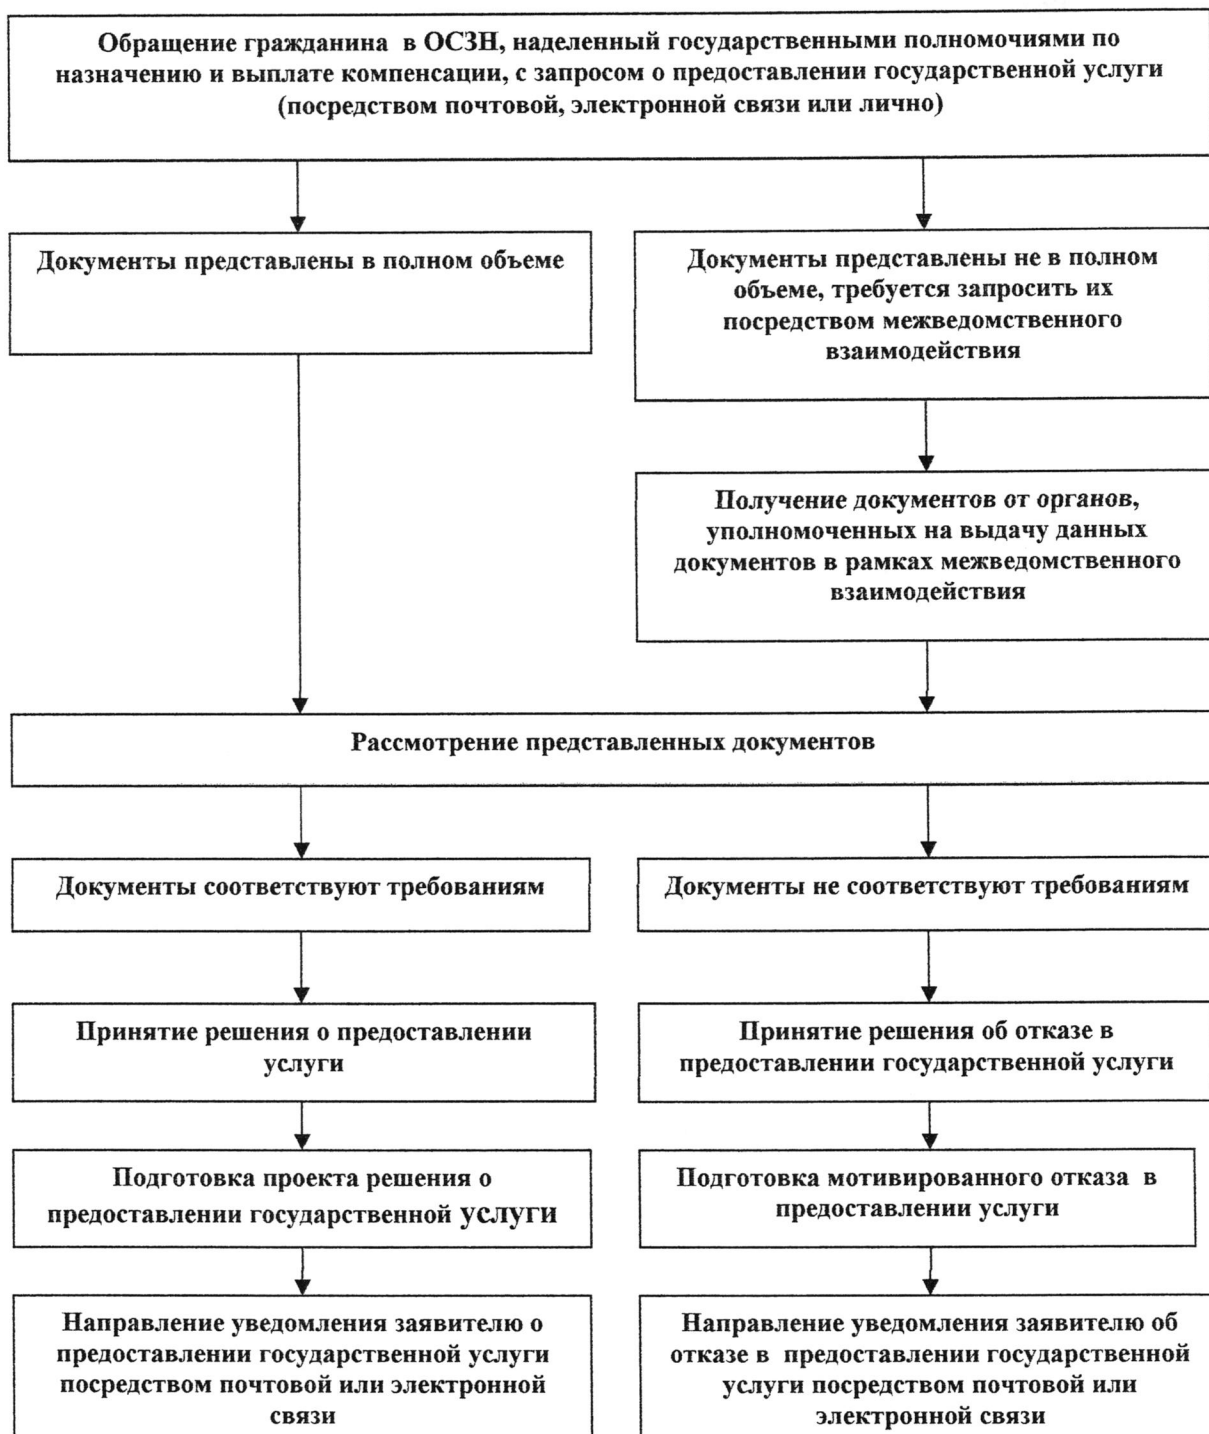 Обращение гражданина в ОСЗН, наделенный государственными полномочиями по
назначению и выплате компенсации, с запросом о предоставлении государственной услуги
(посредством почтовой, электронной связи или лично)
Документы представлены в полном объеме
Документы представлены не в полном
объеме, требуется запросить их
посредством межведомственного
взаимодействия
Получение документов от органов,
уполномоченных на выдачу данных
документов в рамках межведомственного
взаимодействия
Рассмотрение представленных документов
Документы соответствуют требованиям
Документы не соответствуют требованиям
Принятие решения о предоставлении
услуги
Принятие решения об отказе в
предоставлении государственной услуги
Подготовка проекта решения о
предоставлении государственной услуги
Подготовка мотивированного отказа в
предоставлении услуги
Направление уведомления заявителю о
предоставлении государственной услуги
посредством почтовой или электронной
связи
Направление уведомления заявителю об
отказе в предоставлении государственной
услуги посредством почтовой или
электронной связи